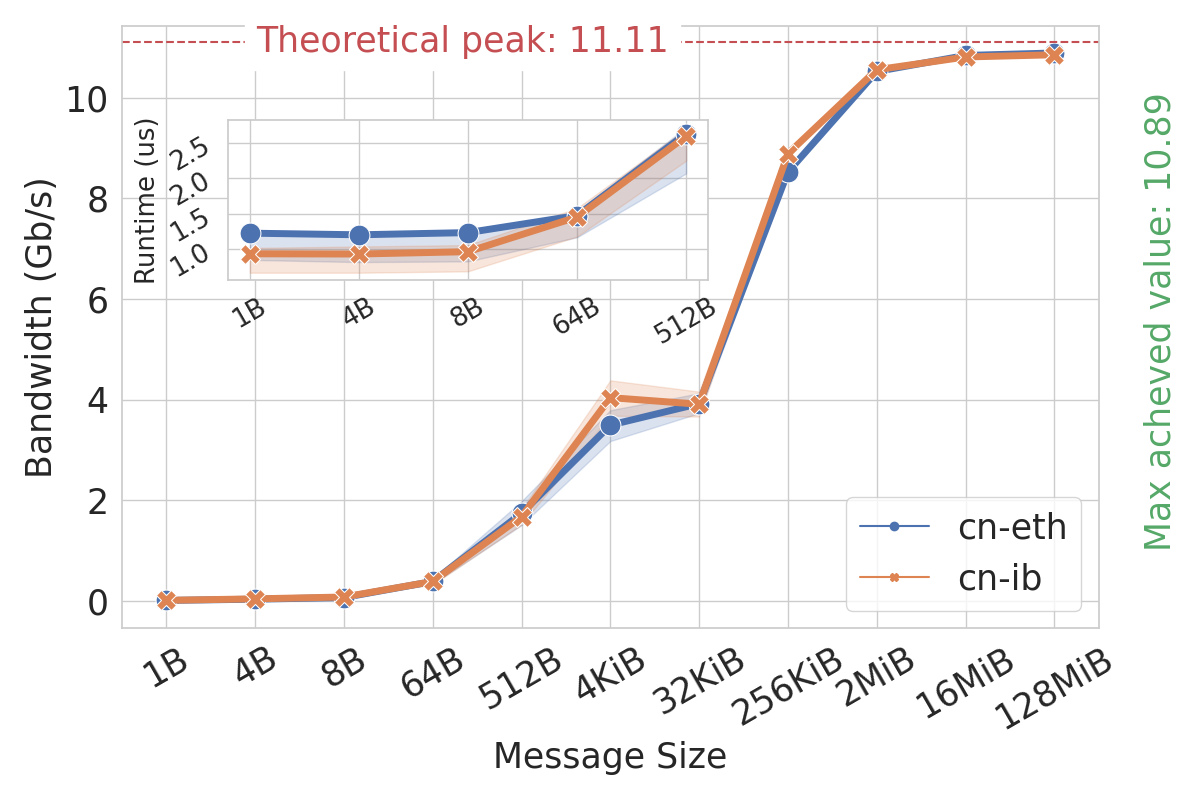 Theoretical peak: 11.11
10
8
6
4
2
0
Bandwidth (Gb/s)
Runtime (us)
2.5
2.0
1.5
1.0
1B
4B
8B
64B
512B
Max acheved value: 10.89
cn-eth
cn-ib
1B
4B
8B
64B
512B
4KiB
32KiB
256KiB
2MiB
16MiB
128MiB
Message Size